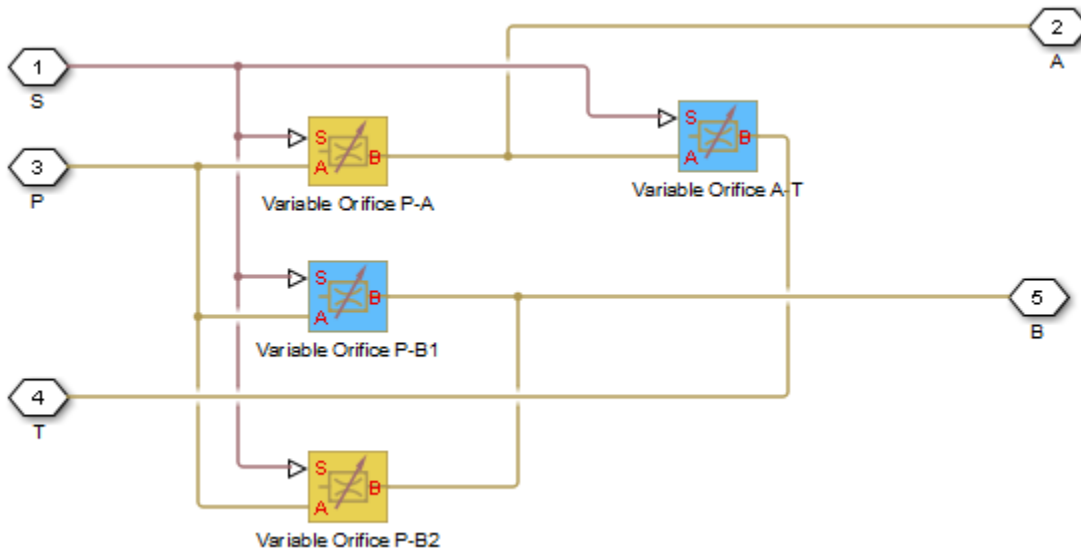 2
A
1
S
S
A
B
Variable Orifice P-A
S
A
B
Variable Orifice A-T
3
P
S
A
B
Variable Orifice P-B1
5
B
4
T
S
A
B
Variable Orifice P-B2